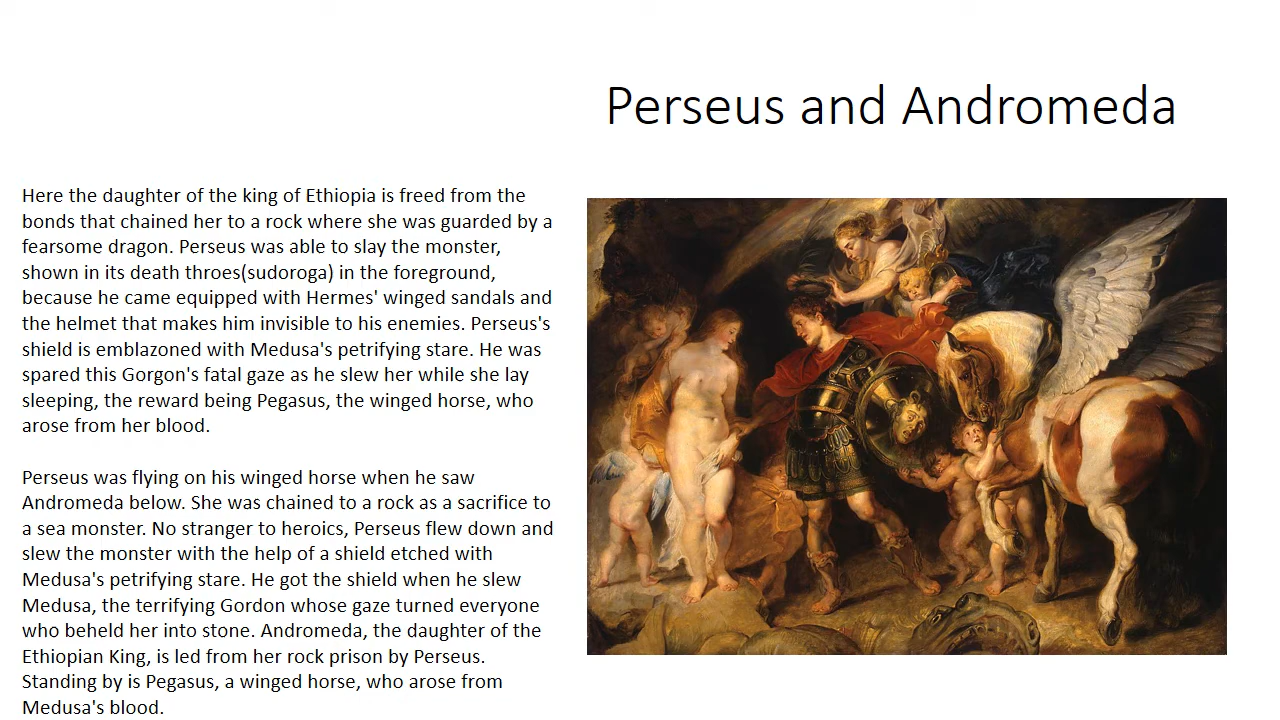 Perseus and Andromeda
Here the daughter of the king of Ethiopia is freed from the
bonds that chained her to a rock where she was guarded by a
fearsome dragon. Perseus was able to slay the monster,
shown in its death throes(sudoroga) in the foreground,
because he came equipped with Hermes' winged sandals and
the helmet that makes him invisible to his enemies. Perseus's
shield is emblazoned with Medusa's petrifying stare. He was
spared this Gorgon's fatal gaze as he slew her while she lay
sleeping, the reward being Pegasus, the winged horse, who
arose from her blood.
Perseus was flying on his winged horse when he saw
Andromeda below. She was chained to a rock as a sacrifice to
a sea monster. No stranger to heroics, Perseus flew down and
slew the monster with the help of a shield etched with
Medusa's petrifying stare. He got the shield when he slew
Medusa, the terrifying Gordon whose gaze turned everyone
who beheld her into stone. Andromeda, the daughter of the
Ethiopian King, is led from her rock prison by Perseus.
Standing by is Pegasus, a winged horse, who arose from
Medusa's blood.